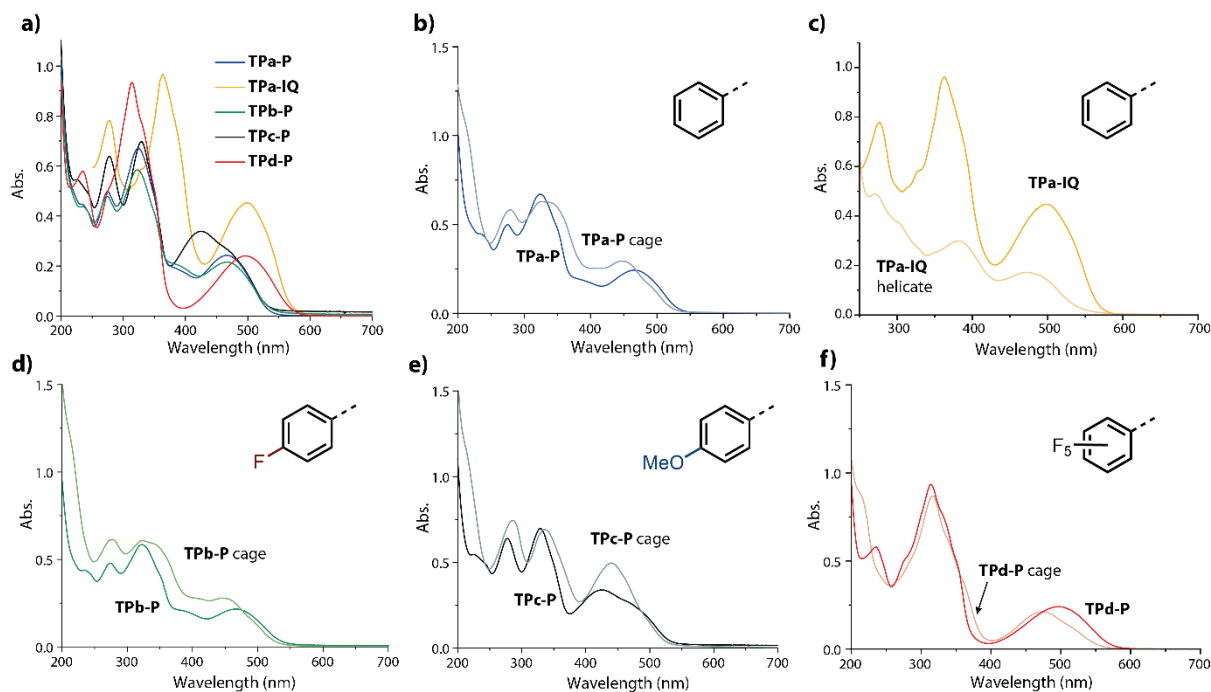 a)
TPa-P
TPa-IQ
TPb-P
TPc-P
TPd-P
1.0
0.8
0.6
0.4
0.2
0.0
Abs.
200 300 400 500 600 700
Wavelength (nm)
b)
1.5
1.0
0.5
0.0
Abs.
TPa-P
TPa-P cage
200 300 400 500 600 700
Wavelength (nm)
c)
1.0
0.8
0.6
0.4
0.2
0.0
Abs.
TPa-IQ
TPa-IQ
helicate
300 400 500 600 700
Wavelength (nm)
d)
1.5
1.0
0.5
0.0
Abs.
F
TPb-P cage
TPb-P
200 300 400 500 600 700
Wavelength (nm)
e)
1.5
1.0
0.5
0.0
Abs.
MeO
TPc-P cage
TPc-P
200 300 400 500 600 700
Wavelength (nm)
f)
1.5
1.0
0.5
0.0
Abs.
F5
TPd-P cage
TPd-P
200 300 400 500 600 700
Wavelength (nm)